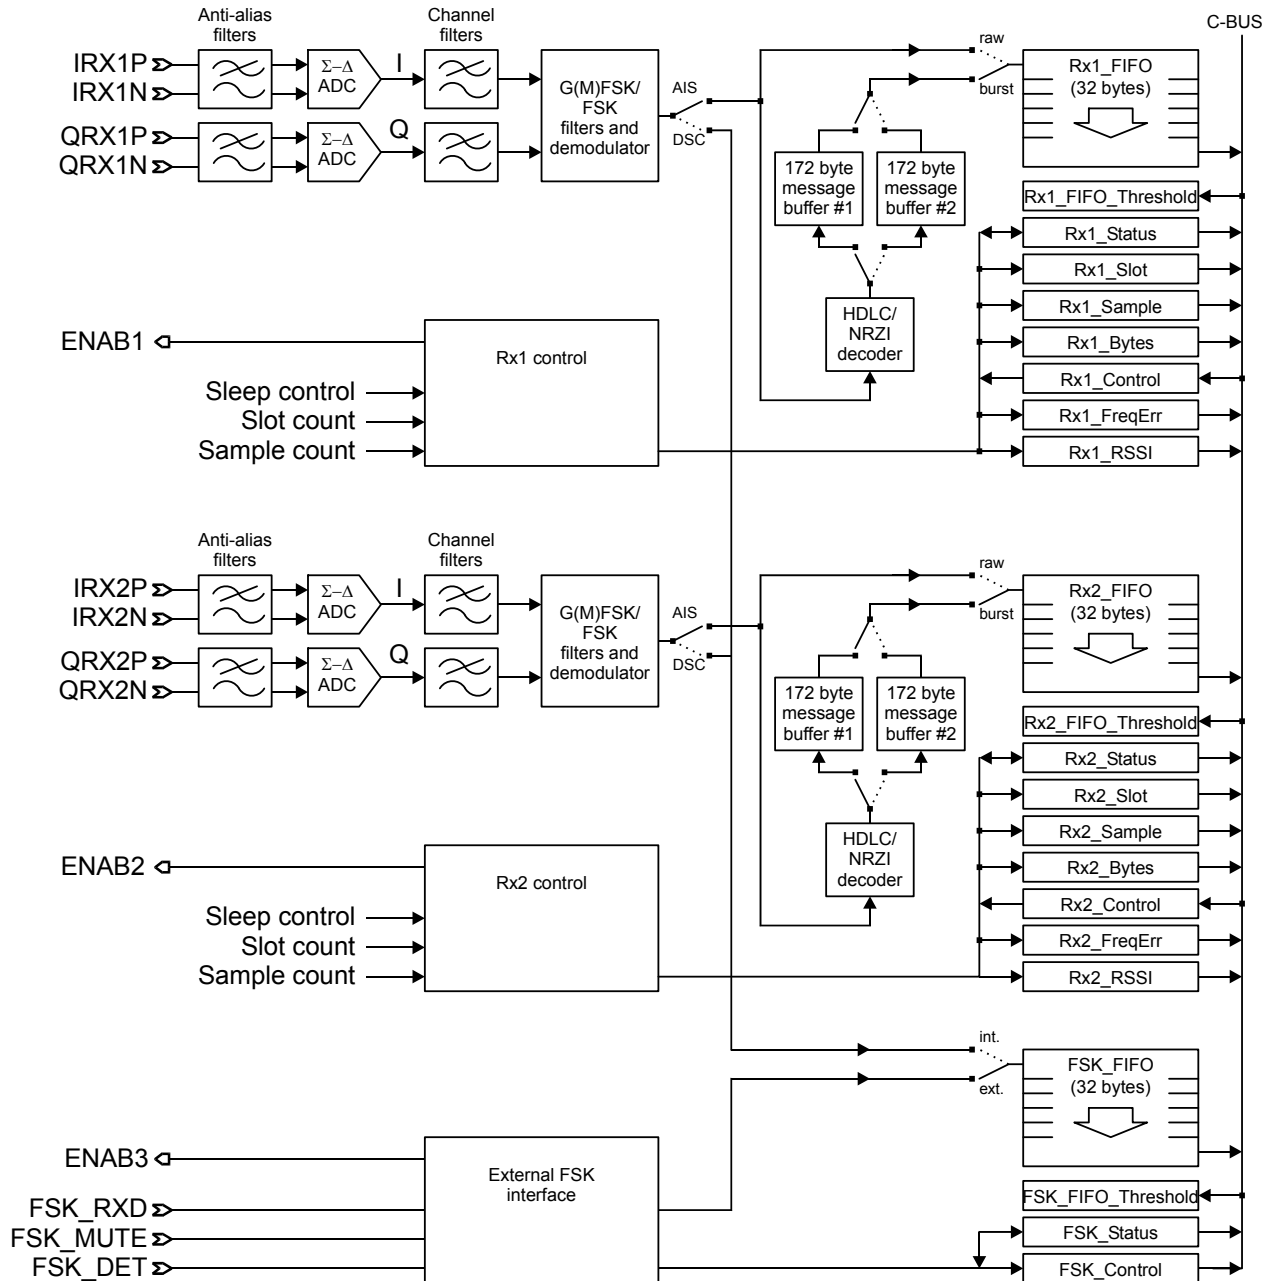 Anti-alias
filters
Channel
filters
C-BUS
IRX1P
IRX1N
QRX1P
QRX1N
Σ–Δ
ADC
I
Σ–Δ
ADC
Q
G(M)FSK/
FSK
filters and
demodulator
AIS
DSC
raw
burst
172 byte
message
buffer #1
172 byte
message
buffer #2
HDLC/
NRZI
decoder
Rx1_FIFO
(32 bytes)
Rx1_FIFO_Threshold
Rx1_Status
Rx1_Slot
Rx1_Sample
Rx1_Bytes
Rx1_Control
Rx1_FreqErr
Rx1_RSSI
ENAB1
Rx1 control
Sleep control
Slot count
Sample count
Anti-alias
filters
Channel
filters
IRX2P
IRX2N
QRX2P
QRX2N
Σ–Δ
ADC
I
Σ–Δ
ADC
Q
G(M)FSK/
FSK
filters and
demodulator
AIS
DSC
raw
burst
172 byte
message
buffer #1
172 byte
message
buffer #2
HDLC/
NRZI
decoder
Rx2_FIFO
(32 bytes)
Rx2_FIFO_Threshold
Rx2_Status
Rx2_Slot
Rx2_Sample
Rx2_Bytes
Rx2_Control
Rx2_FreqErr
Rx2_RSSI
ENAB2
Rx2 control
Sleep control
Slot count
Sample count
int.
ext.
FSK_FIFO
(32 bytes)
FSK_FIFO_Threshold
FSK_Status
FSK_Control
ENAB3
External FSK
interface
FSK_RXD
FSK_MUTE
FSK_DET